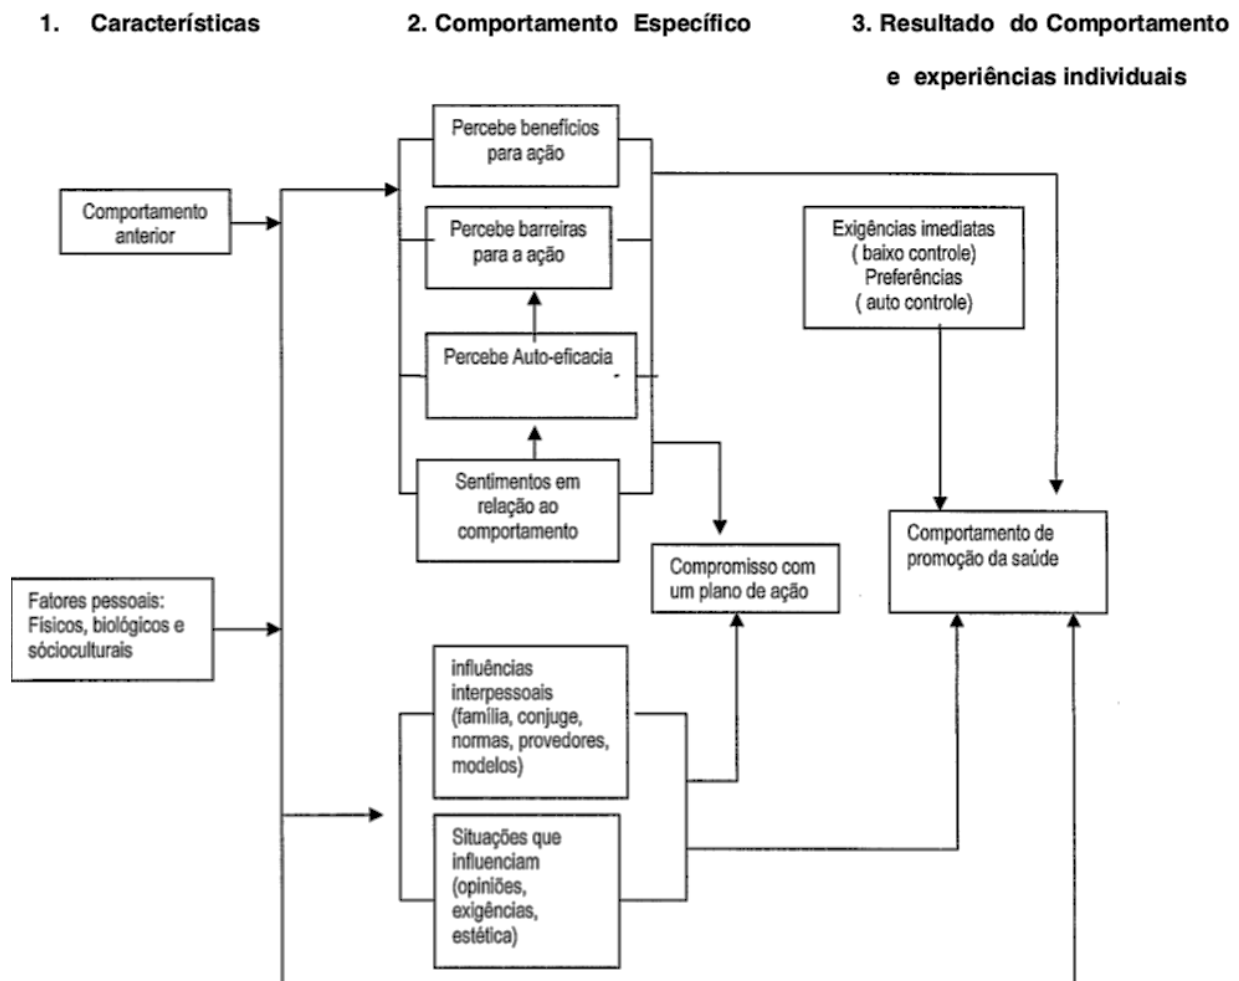 1. Características
2. Comportamento Específico
3. Resultado do Comportamento
e experiências individuais
Percebe benefícios
para ação
Comportamento
anterior
Percebe barreiras
para a ação
Exigências imediatas
( baixo controle)
Preferências
( auto controle)
Percebe Auto-eficacia
Sentimentos em
relação ao
comportamento
Comportamento de
promoção da saúde
Compromisso com
um plano de ação
Fatores pessoais:
Físicos, biológicos e
sócioculturais
influências
interpessoais
(família, conjuge,
normas, provedores,
modelos)
Situações que
influenciam
(opiniões,
exigências,
estética)